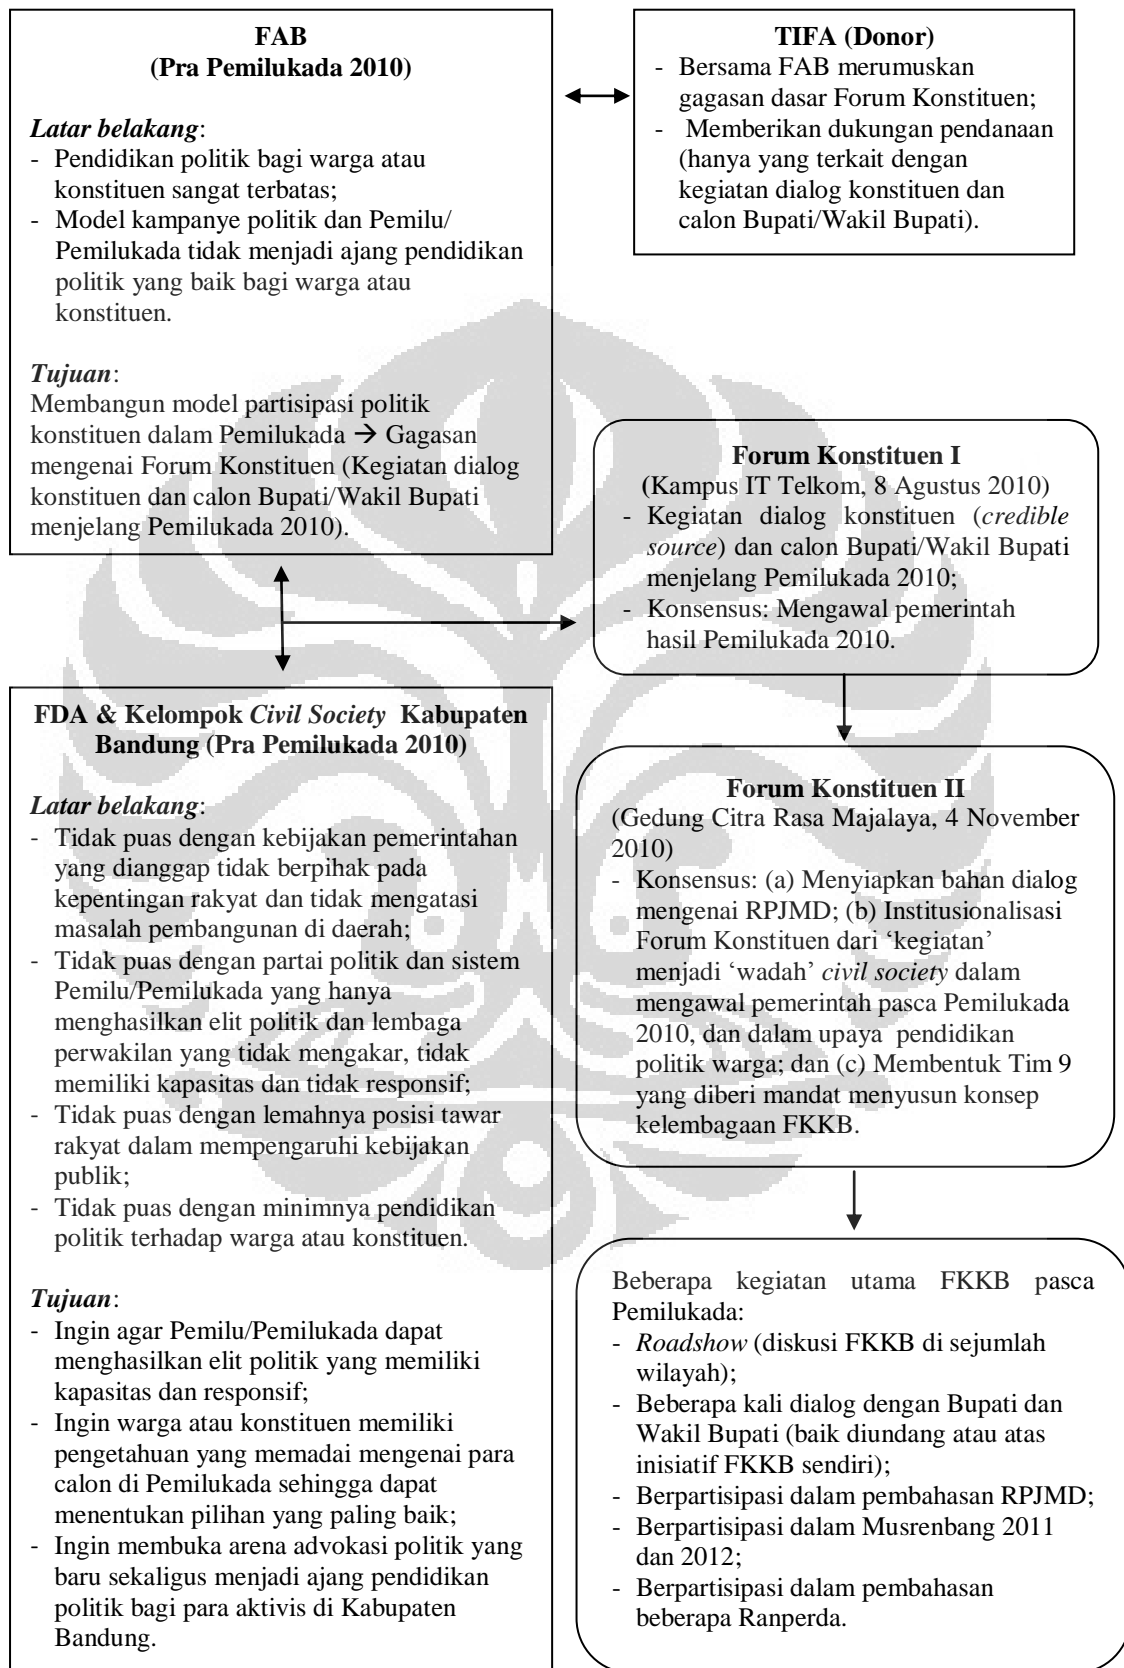 FAB
(Pra Pemilukada 2010)
Latar belakang:
- Pendidikan politik bagi warga atau
konstituen sangat terbatas;
- Model kampanye politik dan Pemilu/
Pemilukada tidak menjadi ajang pendidikan
politik yang baik bagi warga atau
konstituen.
Tujuan:
Membangun model partisipasi politik
konstituen dalam Pemilukada → Gagasan
mengenai Forum Konstituen (Kegiatan dialog
konstituen dan calon Bupati/Wakil Bupati
menjelang Pemilukada 2010).
TIFA (Donor)
- Bersama FAB merumuskan
gagasan dasar Forum Konstituen;
- Memberikan dukungan pendanaan
(hanya yang terkait dengan
kegiatan dialog konstituen dan
calon Bupati/Wakil Bupati).
FDA & Kelompok Civil Society Kabupaten
Bandung (Pra Pemilukada 2010)
Latar belakang:
- Tidak puas dengan kebijakan pemerintahan
yang dianggap tidak berpihak pada
kepentingan rakyat dan tidak mengatasi
masalah pembangunan di daerah;
- Tidak puas dengan partai politik dan sistem
Pemilu/Pemilukada yang hanya
menghasilkan elit politik dan lembaga
perwakilan yang tidak mengakar, tidak
memiliki kapasitas dan tidak responsif;
- Tidak puas dengan lemahnya posisi tawar
rakyat dalam mempengaruhi kebijakan
publik;
- Tidak puas dengan minimnya pendidikan
politik terhadap warga atau konstituen.
Tujuan:
- Ingin agar Pemilu/Pemilukada dapat
menghasilkan elit politik yang memiliki
kapasitas dan responsif;
- Ingin warga atau konstituen memiliki
pengetahuan yang memadai mengenai para
calon di Pemilukada sehingga dapat
menentukan pilihan yang paling baik;
- Ingin membuka arena advokasi politik yang
baru sekaligus menjadi ajang pendidikan
politik bagi para aktivis di Kabupaten
Bandung.
Forum Konstituen I
(Kampus IT Telkom, 8 Agustus 2010)
- Kegiatan dialog konstituen (credible
source) dan calon Bupati/Wakil Bupati
menjelang Pemilukada 2010;
- Konsensus: Mengawal pemerintah
hasil Pemilukada 2010.
Forum Konstituen II
(Gedung Citra Rasa Majalaya, 4 November
2010)
- Konsensus: (a) Menyiapkan bahan dialog
mengenai RPJMD; (b) Institusionalisasi
Forum Konstituen dari ‘kegiatan’
menjadi ‘wadah’ civil society dalam
mengawal pemerintah pasca Pemilukada
2010, dan dalam upaya pendidikan
politik warga; dan (c) Membentuk Tim 9
yang diberi mandat menyusun konsep
kelembagaan FKKB.
Beberapa kegiatan utama FKKB pasca
Pemilukada:
- Roadshow (diskusi FKKB di sejumlah
wilayah);
- Beberapa kali dialog dengan Bupati dan
Wakil Bupati (baik diundang atau atas
inisiatif FKKB sendiri);
- Berpartisipasi dalam pembahasan RPJMD;
- Berpartisipasi dalam Musrenbang 2011
dan 2012;
- Berpartisipasi dalam pembahasan
beberapa Ranperda.